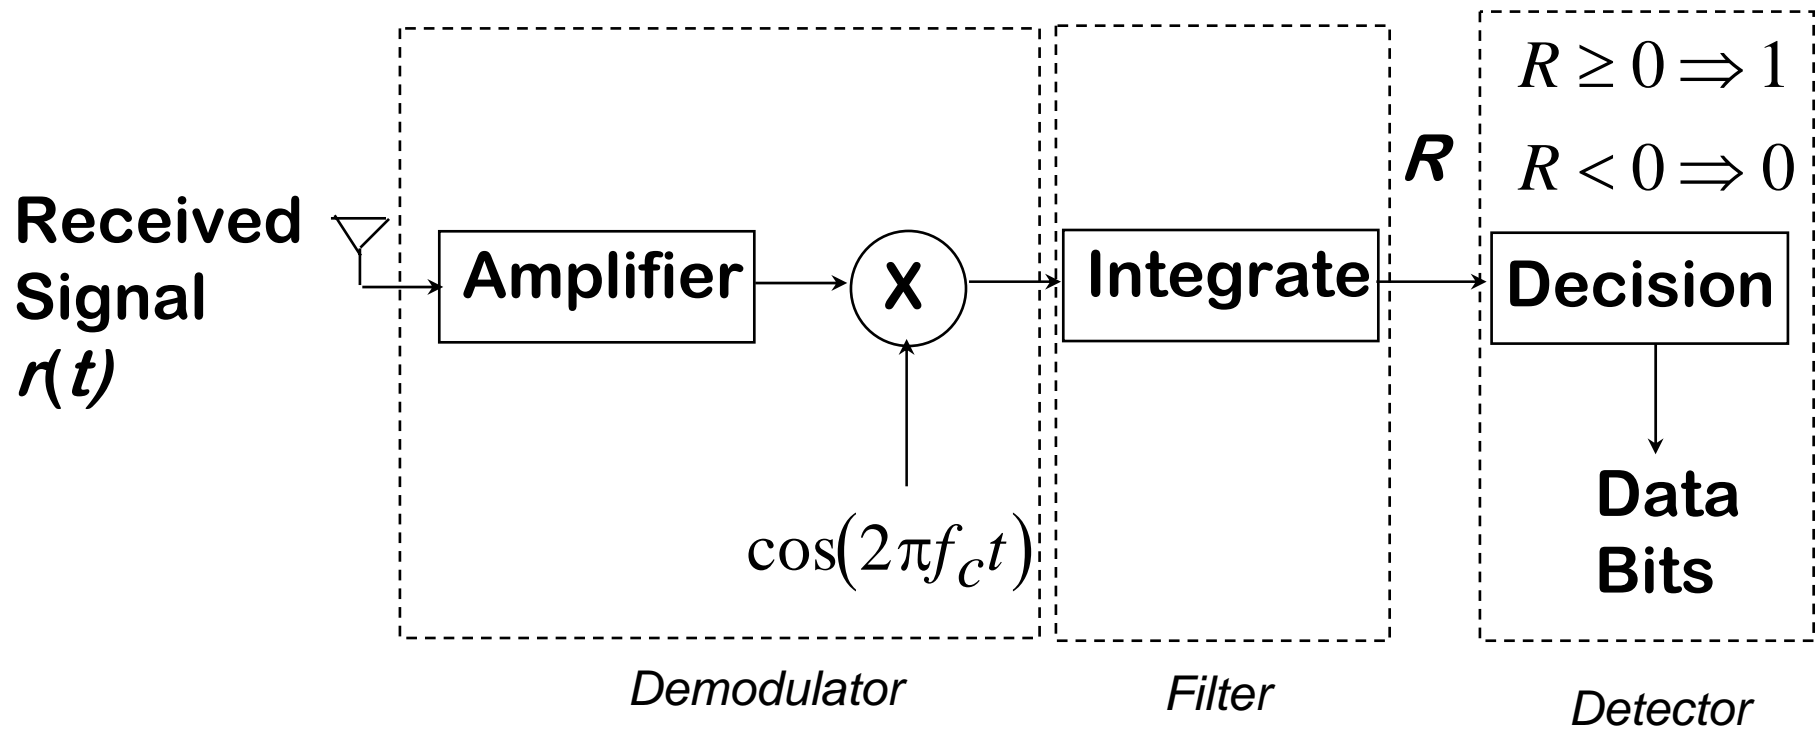 Received
Signal
r(t)
Amplifier
X
cos(2πf_c t)
Demodulator
Integrate
Filter
R
R ≥ 0 ⇒ 1
R < 0 ⇒ 0
Decision
Data
Bits
Detector